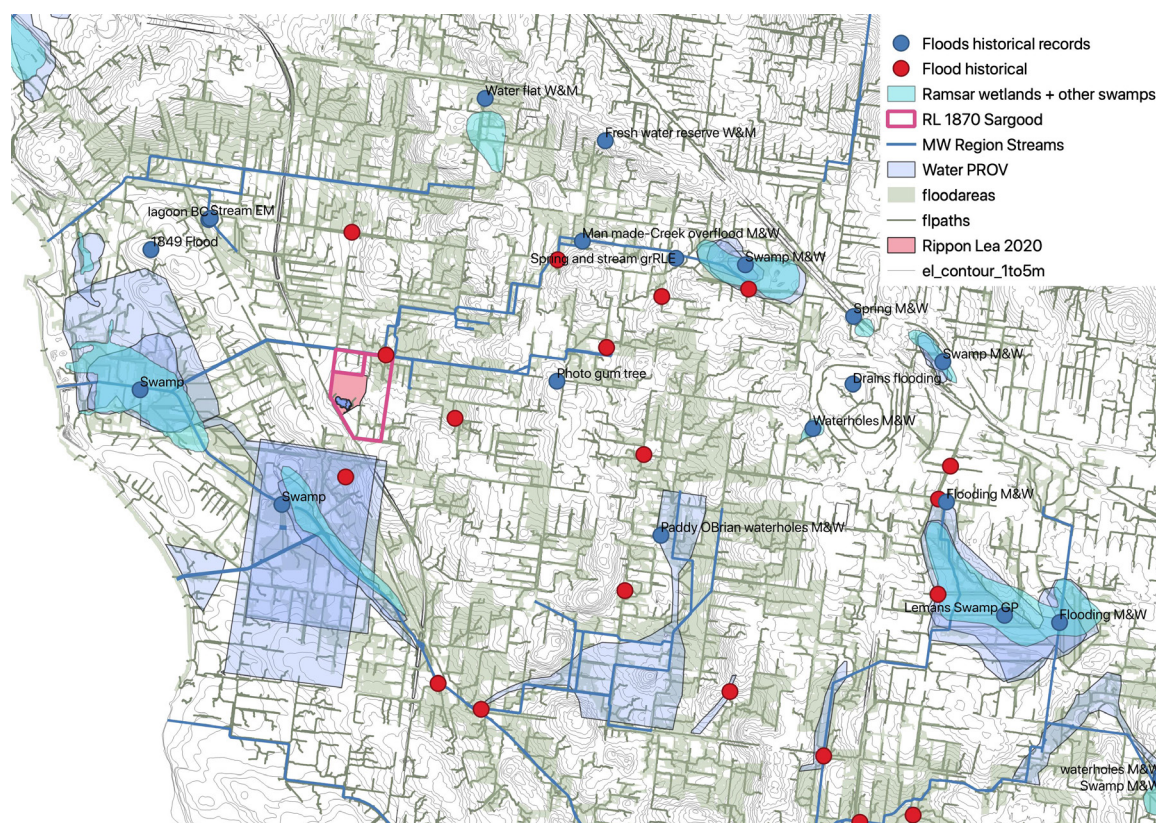 Floods historical records
Flood historical
Ramsar wetlands + other swamps
RL 1870 Sargood
MW Region Streams
Water PROV
floodareas
flpaths
Rippon Lea 2020
el_contour_1to5m
Water flat W&M
Fresh water reserve W&M
lagoon BC
Stream EM
1849 Flood
Man made-Creek overflood M&W
Spring and stream grRLE
Swamp M&W
Spring M&W
Swamp M&W
Swamp
Photo gum tree
Drains flooding
Waterholes M&W
Swamp
Flooding M&W
Paddy OBrian waterholes M&W
Lemans Swamp GP
Flooding M&W
waterholes M&W
Swamp M&W